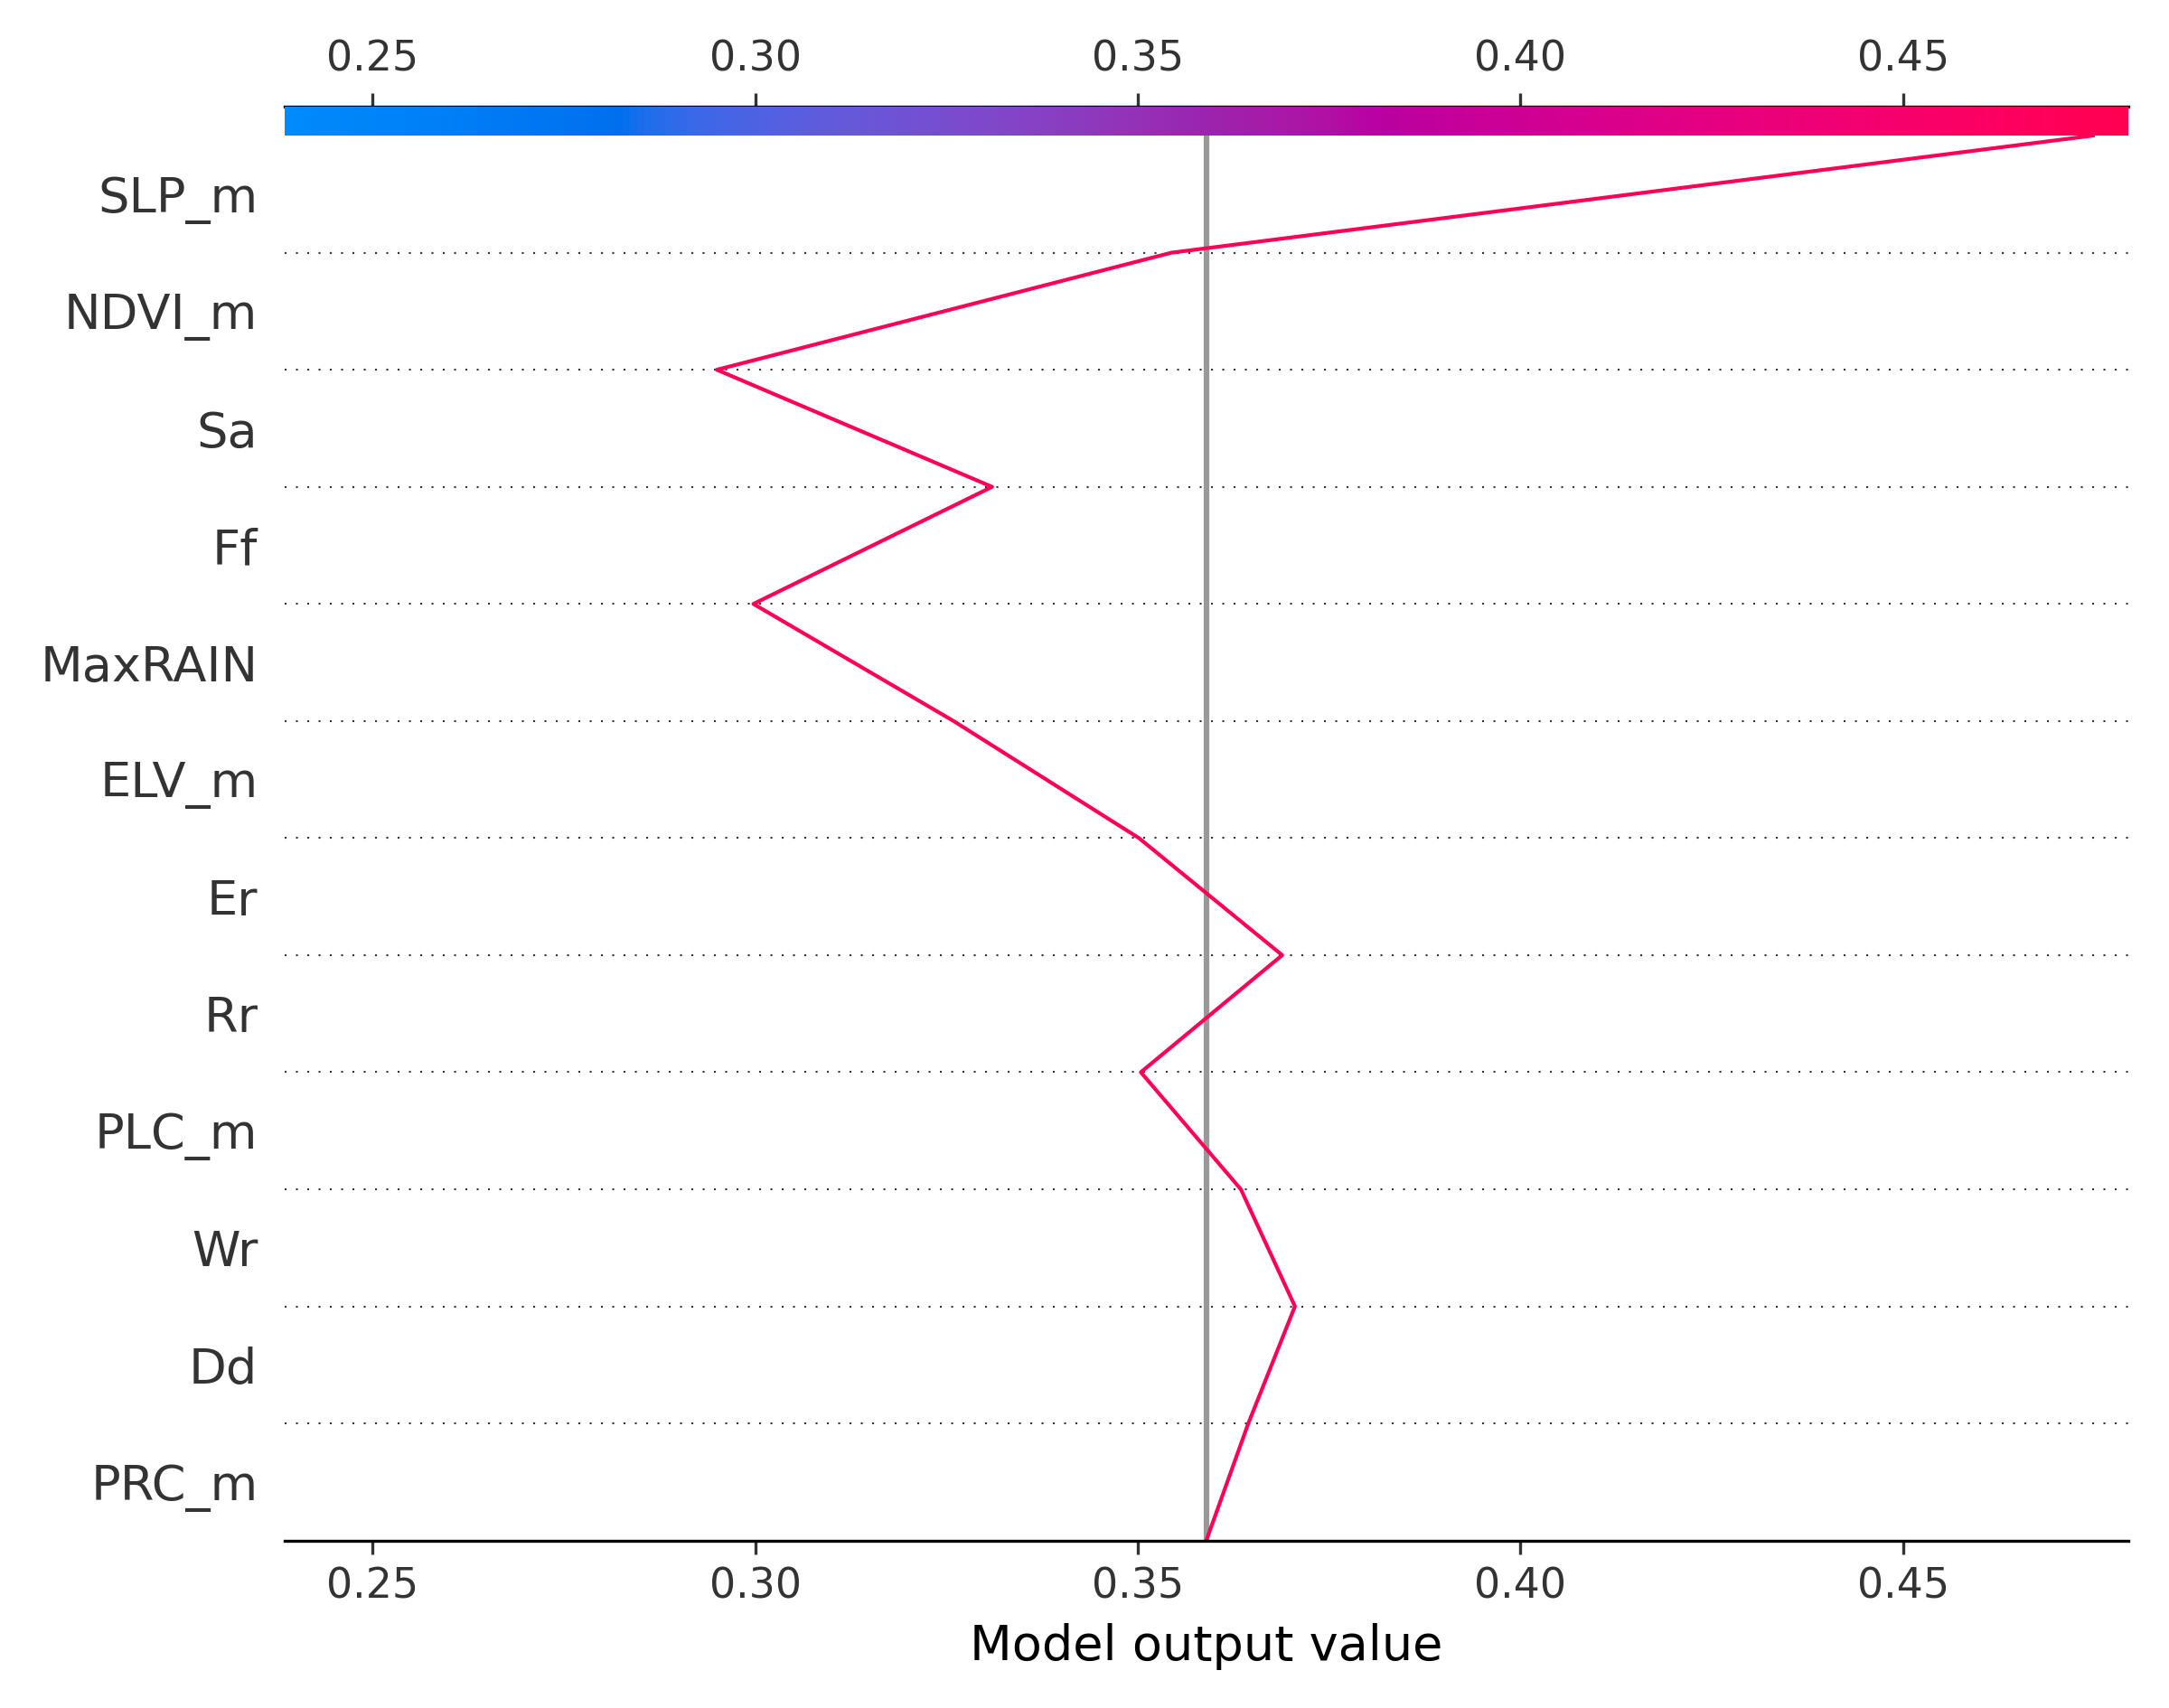 0.25 0.30 0.35 0.40 0.45
SLP_m
NDVI_m
Sa
Ff
MaxRAIN
ELV_m
Er
Rr
PLC_m
Wr
Dd
PRC_m
0.25 0.30 0.35 0.40 0.45
Model output value